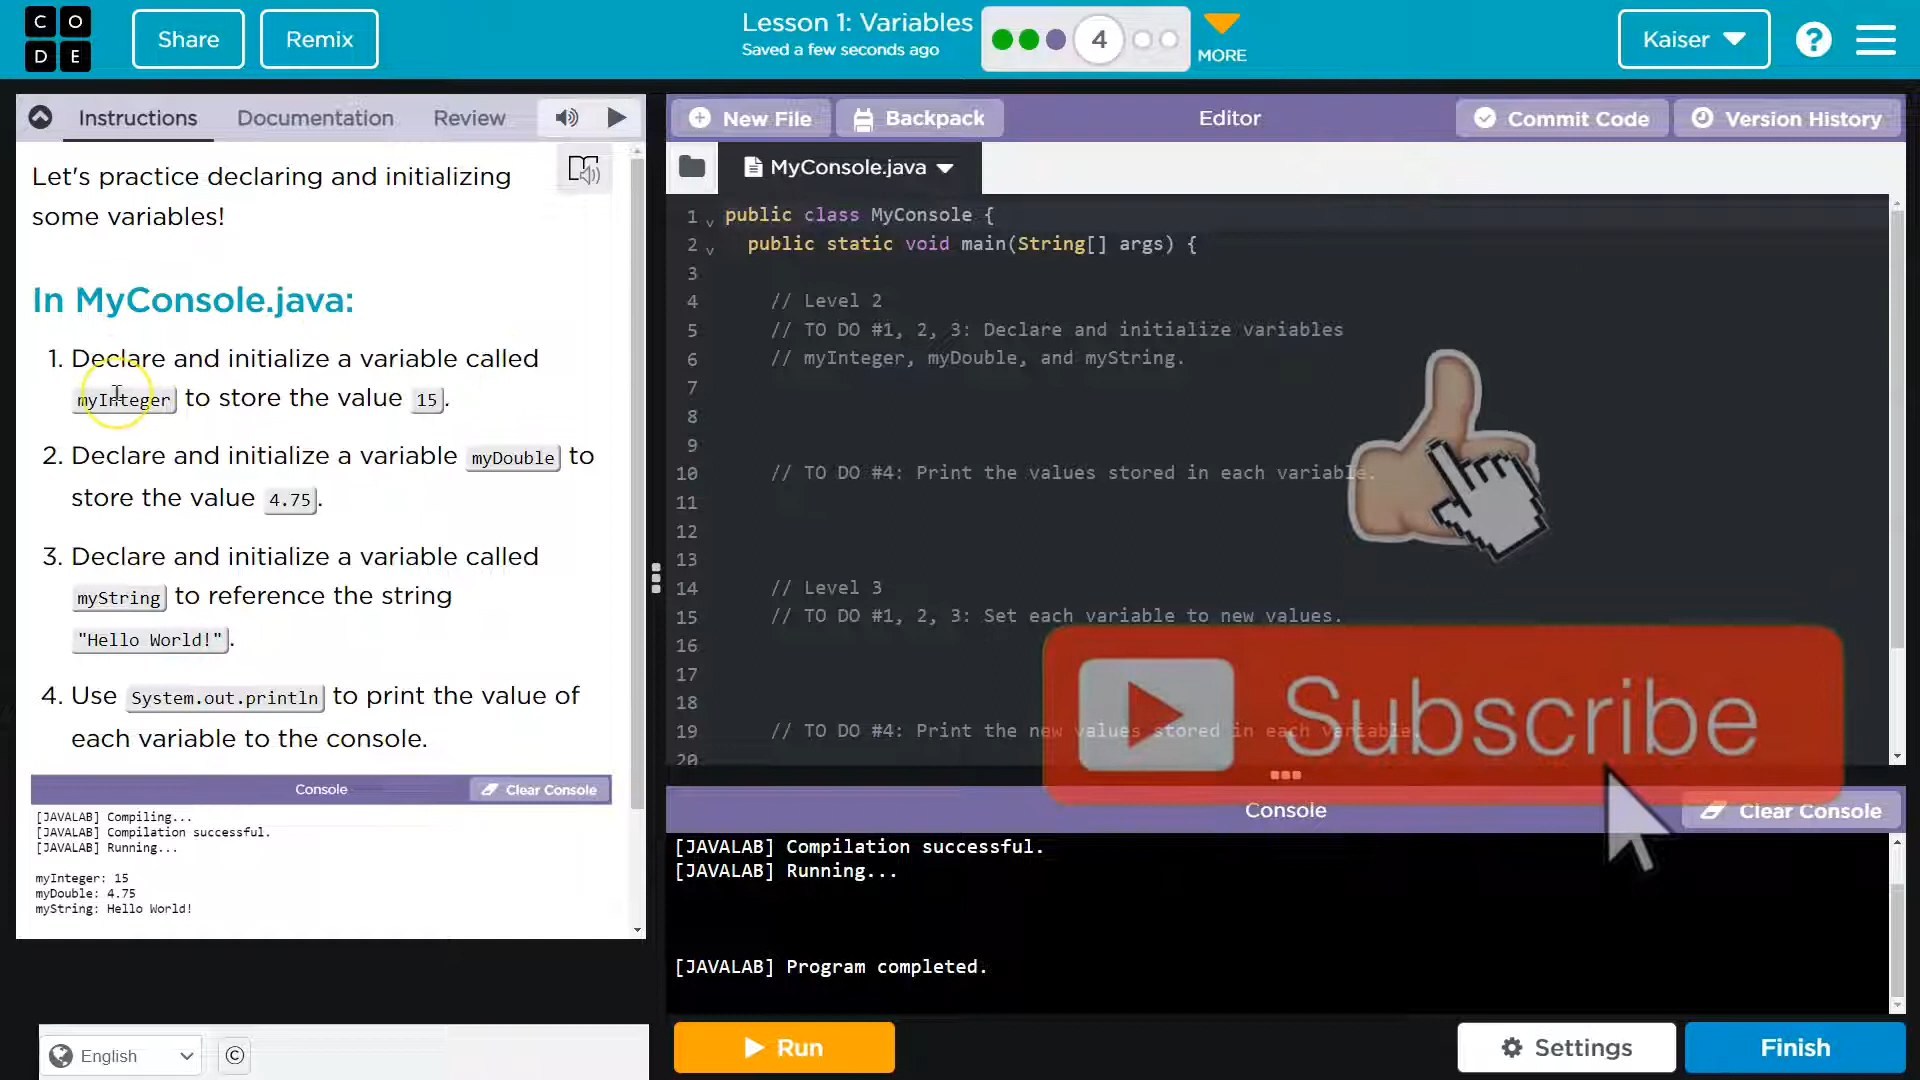 CODE
Share
Remix
Lesson 1: Variables
Saved a few seconds ago
4
MORE
Kaiser
?
Instructions
Documentation
Review
Let's practice declaring and initializing
some variables!
In MyConsole.java:
1. Declare and initialize a variable called
myInteger to store the value 15.
2. Declare and initialize a variable myDouble to
store the value 4.75.
3. Declare and initialize a variable called
myString to reference the string
"Hello World!".
4. Use System.out.println to print the value of
each variable to the console.
Console
Clear Console
[JAVALAB] Compiling...
[JAVALAB] Compilation successful.
[JAVALAB] Running...
myInteger: 15
myDouble: 4.75
myString: Hello World!
English
©
New File
Backpack
Editor
Commit Code
Version History
MyConsole.java
1 public class MyConsole {
2 public static void main(String[] args) {
3
4 // Level 2
5 // TO DO #1, 2, 3: Declare and initialize variables
6 // myInteger, myDouble, and myString.
7
8
9
10 // TO DO #4: Print the values stored in each variable.
11
12
13
14 // Level 3
15 // TO DO #1, 2, 3: Set each variable to new values.
16
17
18
19 // TO DO #4: Print the new values stored in each variable.
20
Subscribe
Console
Clear Console
[JAVALAB] Compilation successful.
[JAVALAB] Running...
[JAVALAB] Program completed.
Run
Settings
Finish